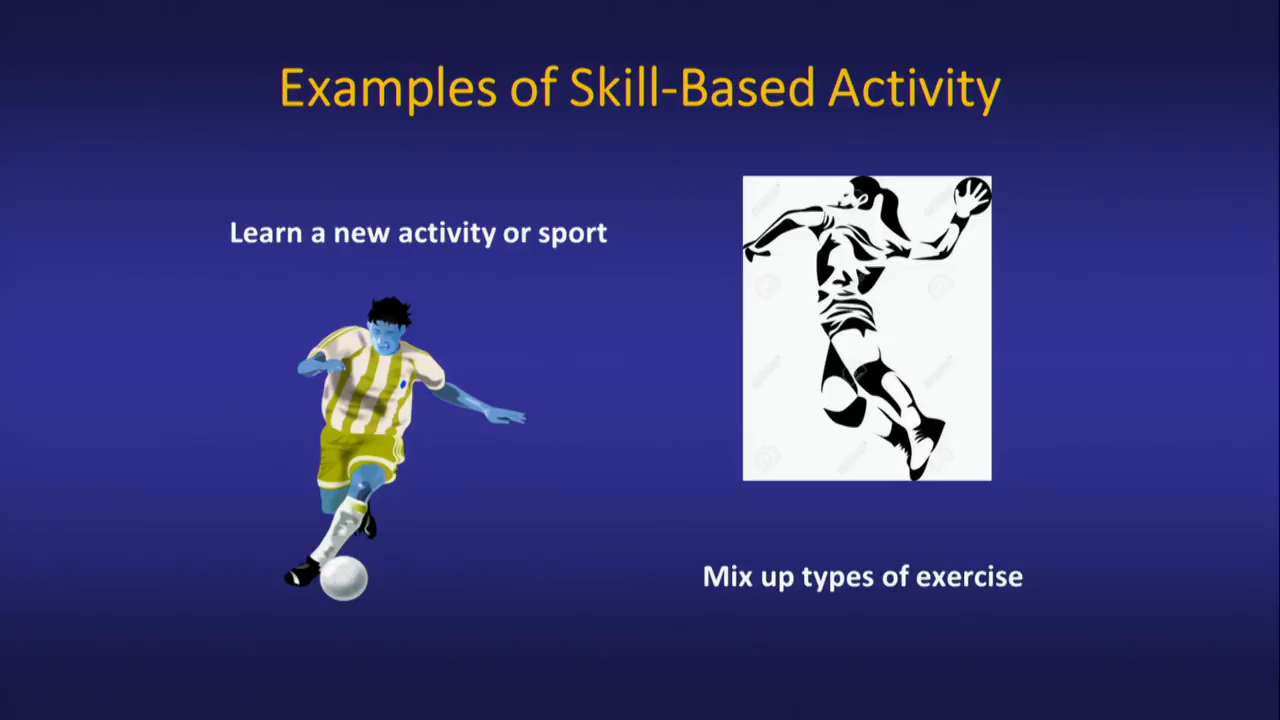 Examples of Skill-Based Activity
Learn a new activity or sport
Mix up types of exercise